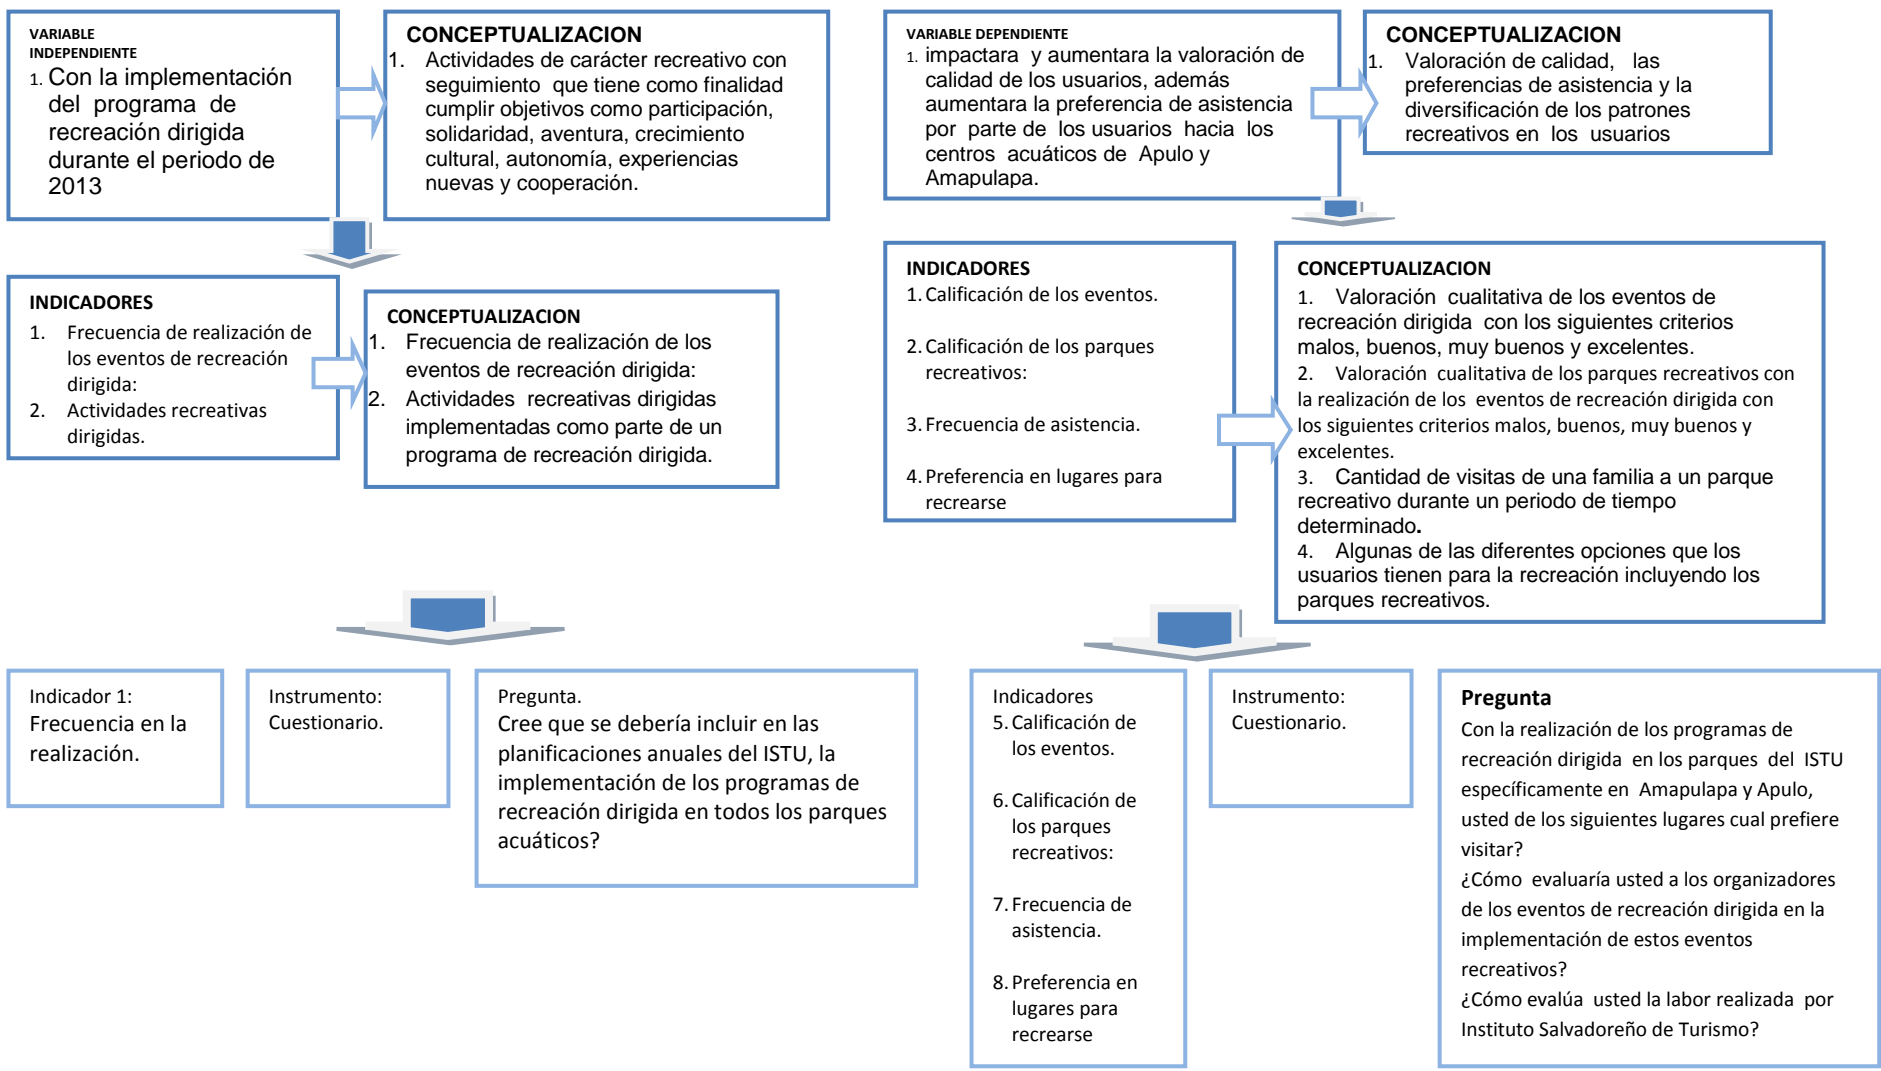 VARIABLE
INDEPENDIENTE
1. Con la implementación
del programa de
recreación dirigida
durante el periodo de
2013
CONCEPTUALIZACION
1. Actividades de carácter recreativo con
seguimiento que tiene como finalidad
cumplir objetivos como participación,
solidaridad, aventura, crecimiento
cultural, autonomía, experiencias
nuevas y cooperación.
VARIABLE DEPENDIENTE
1. impactara y aumentara la valoración de
calidad de los usuarios, además
aumentara la preferencia de asistencia
por parte de los usuarios hacia los
centros acuáticos de Apulo y
Amapulapa.
CONCEPTUALIZACION
1. Valoración de calidad, las
preferencias de asistencia y la
diversificación de los patrones
recreativos en los usuarios
INDICADORES
1. Frecuencia de realización de
los eventos de recreación
dirigida:
2. Actividades recreativas
dirigidas.
CONCEPTUALIZACION
1. Frecuencia de realización de los
eventos de recreación dirigida:
2. Actividades recreativas dirigidas
implementadas como parte de un
programa de recreación dirigida.
INDICADORES
1. Calificación de los eventos.
2. Calificación de los parques
recreativos:
3. Frecuencia de asistencia.
4. Preferencia en lugares para
recrearse
CONCEPTUALIZACION
1. Valoración cualitativa de los eventos de
recreación dirigida con los siguientes criterios
malos, buenos, muy buenos y excelentes.
2. Valoración cualitativa de los parques recreativos con
la realización de los eventos de recreación dirigida con
los siguientes criterios malos, buenos, muy buenos y
excelentes.
3. Cantidad de visitas de una familia a un parque
recreativo durante un periodo de tiempo
determinado.
4. Algunas de las diferentes opciones que los
usuarios tienen para la recreación incluyendo los
parques recreativos.
Indicador 1:
Frecuencia en la
realización.
Instrumento:
Cuestionario.
Pregunta.
Cree que se debería incluir en las
planificaciones anuales del ISTU, la
implementación de los programas de
recreación dirigida en todos los parques
acuáticos?
Indicadores
5. Calificación de
los eventos.
6. Calificación de
los parques
recreativos:
7. Frecuencia de
asistencia.
8. Preferencia en
lugares para
recrearse
Instrumento:
Cuestionario.
Pregunta
Con la realización de los programas de
recreación dirigida en los parques del ISTU
específicamente en Amapulapa y Apulo,
usted de los siguientes lugares cual prefiere
visitar?
¿Cómo evaluaría usted a los organizadores
de los eventos de recreación dirigida en la
implementación de estos eventos
recreativos?
¿Cómo evalúa usted la labor realizada por
Instituto Salvadoreño de Turismo?